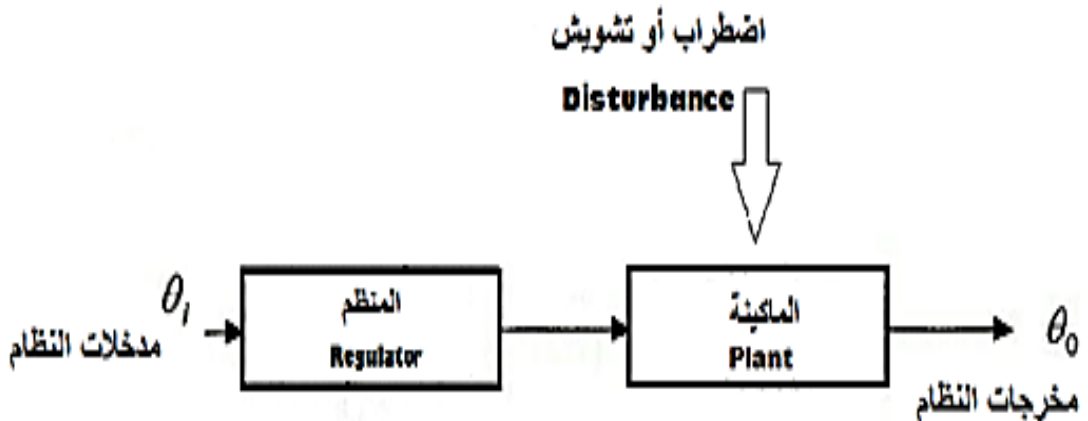 اضطراب أو تشويش
Disturbance
θi
مدخلات النظام
المنظم
Regulator
الماكينة
Plant
θ0
مخرجات النظام